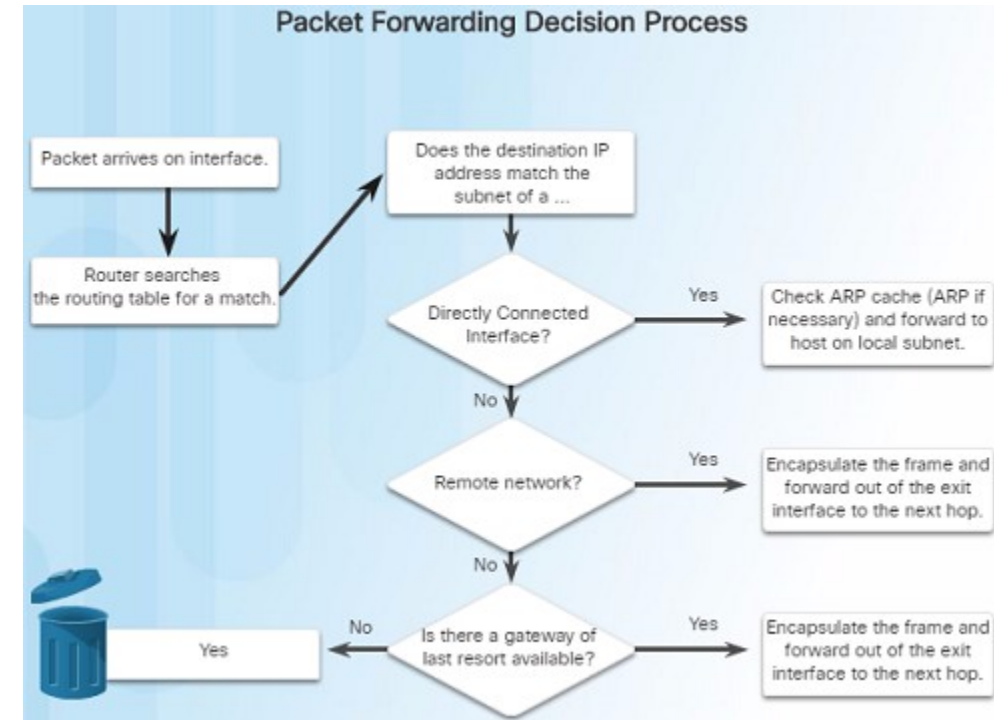 Packet Forwarding Decision Process
Packet arrives on interface.
Router searches
the routing table for a match.
Does the destination IP
address match the
subnet of a ...
Directly Connected
Interface?
Yes
Check ARP cache (ARP if
necessary) and forward to
host on local subnet.
No
Remote network?
Yes
Encapsulate the frame and
forward out of the exit
interface to the next hop.
No
Is there a gateway of
last resort available?
Yes
Encapsulate the frame and
forward out of the exit
interface to the next hop.
No
Yes